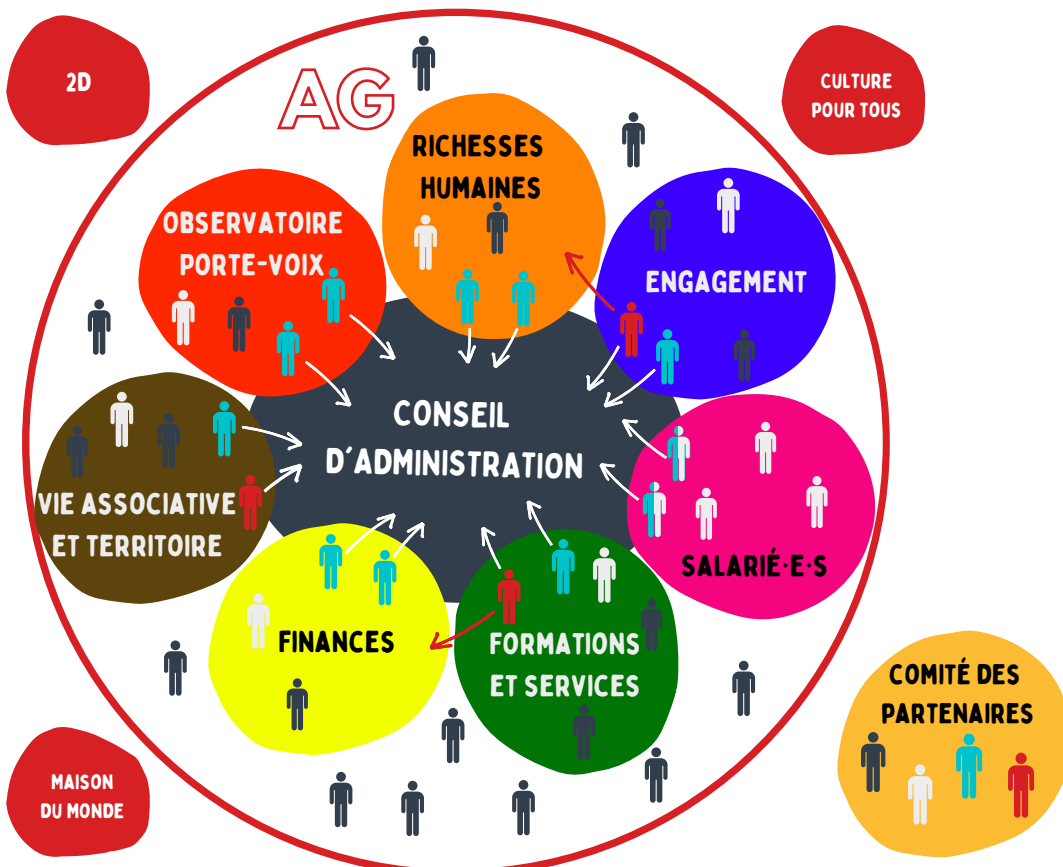 2D
CULTURE
POUR TOUS
AG
RICHESSES
HUMAINES
OBSERVATOIRE
PORTE-VOIX
ENGAGEMENT
CONSEIL
D'ADMINISTRATION
VIE ASSOCIATIVE
ET TERRITOIRE
SALARIÉ·E·S
FINANCES
FORMATIONS
ET SERVICES
COMITÉ DES
PARTENAIRES
MAISON
DU MONDE